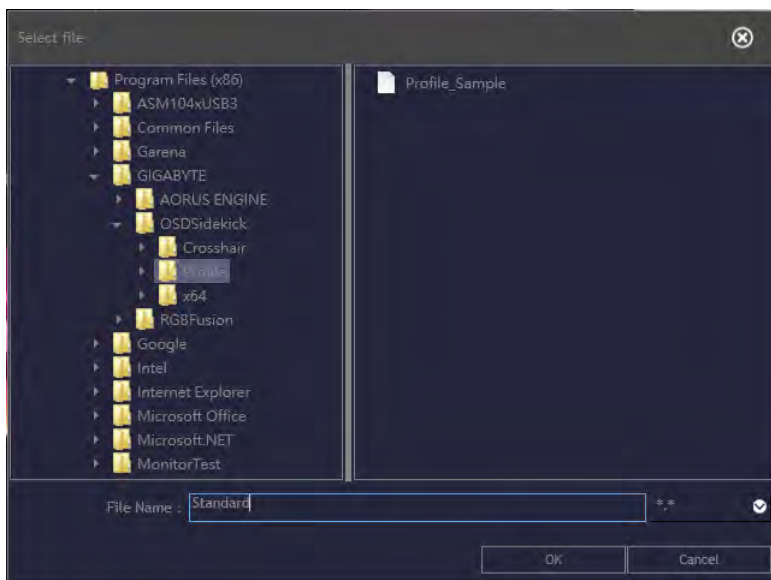 Select file
Program Files (x86)
ASM104xUSB3
Common Files
Garena
GIGABYTE
AORUS ENGINE
OSDSidekick
Crosshair
Profile
x64
RGBFusion
Google
Intel
Internet Explorer
Microsoft Office
Microsoft.NET
MonitorTest
Profile_Sample
File Name : Standard
*.*
OK
Cancel